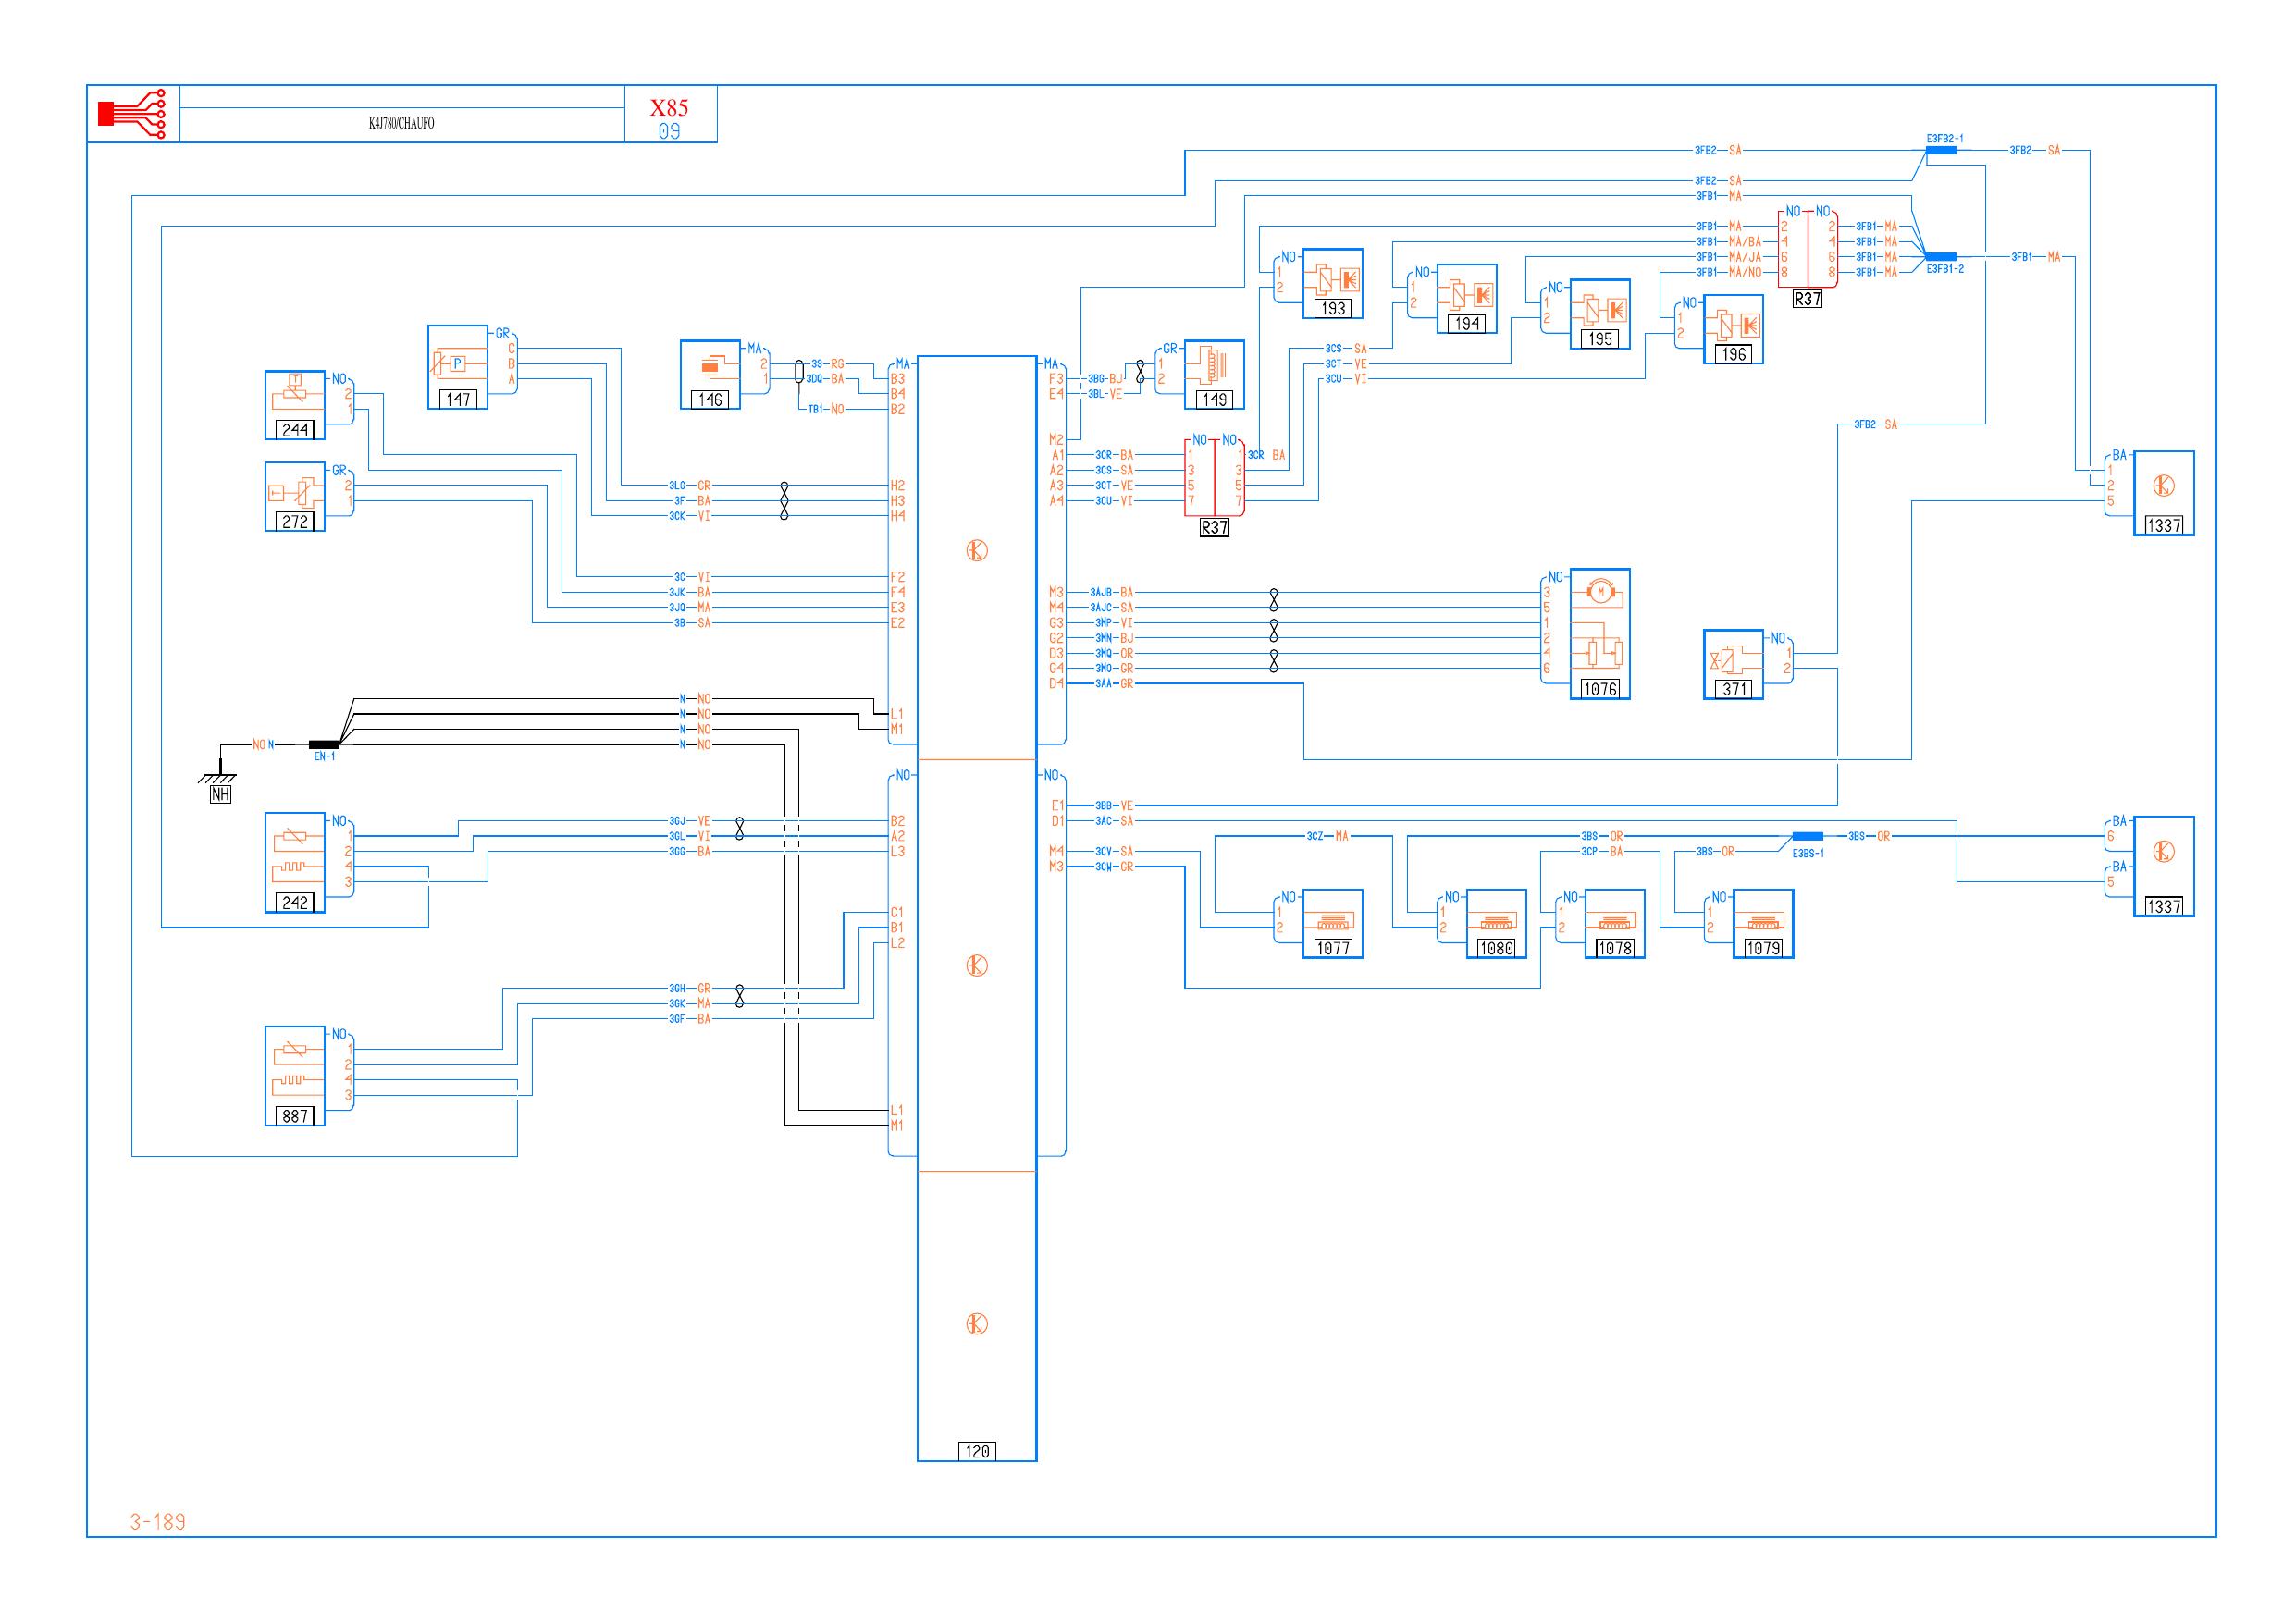 K4J780/CHAUFO
X85
09
E3FB2-1
3FB2 SA
3FB2 SA
3FB2 SA
3FB1 MA
NO NO
3FB1 MA 2 2 3FB1 MA
3FB1 MA/BA 4 4 3FB1 MA
3FB1 MA/JA 6 6 3FB1 MA
3FB1 MA
3FB1 MA/NO 8 8 3FB1 MA
E3FB1-2
R37
NO
1
2
193
NO
1
2
194
NO
1
2
195
NO
1
2
196
GR
C
B
A
P
147
MA
2
1
146
3S RG
3DQ BA
TB1 NO
MA
B3
B4
B2
MA
F3 3BG BJ
E4 3BL VE
GR
1
2
149
3CS SA
3CT VE
3CU VI
T
NO
2
1
244
T
GR
2
1
272
M2
A1 3CR BA
A2 3CS SA
A3 3CT VE
A4 3CU VI
NO NO
1 1 3CR BA
3 3
5 5
7 7
R37
3FB2 SA
BA
1
2
5
1337
3LG GR H2
3F BA H3
3CK VI H4
3C VI F2
3JK BA F4
3JQ MA E3
3B SA E2
M3 3AJB BA
M4 3AJC SA
G3 3MP VI
G2 3MN BJ
D3 3MQ OR
G4 3MO GR
D4 3AA GR
NO
3
5
1
2
4
6
M
1076
NO
1
2
371
N NO
N NO L1
N NO M1
N NO
NO N
EN-1
NH
NO
NO
1
2
4
3
242
3GJ VE B2
3GL VI A2
3GG BA L3
NO
E1 3BB VE
D1 3AC SA
M4 3CV SA
M3 3CW GR
3CZ MA
3BS OR
3CP BA
3BS OR
E3BS-1
3BS OR
BA
6
BA
5
1337
NO
1
2
1077
NO
1
2
1080
NO
1
2
1078
NO
1
2
1079
C1
B1
L2
3GH GR
3GK MA
3GF BA
NO
1
2
4
3
887
L1
M1
120
3-189